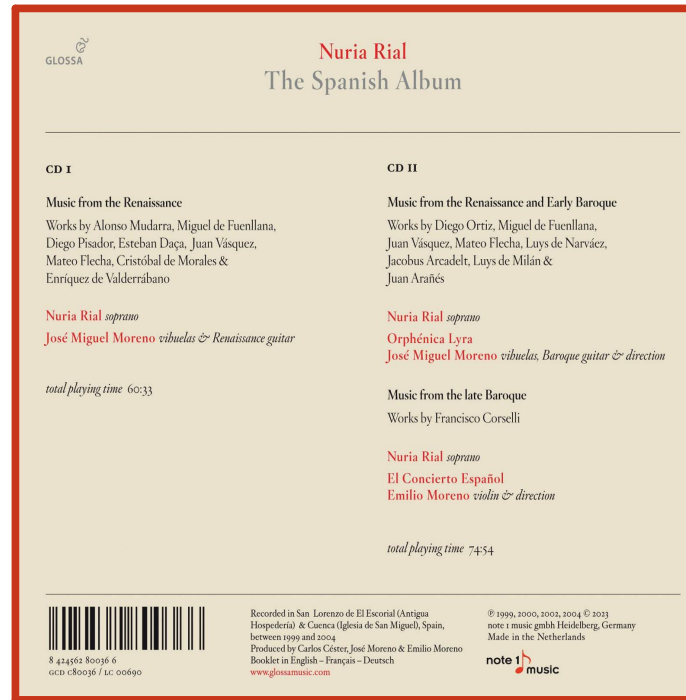 GLOSSA
Nuria Rial
The Spanish Album
CD I
Music from the Renaissance
Works by Alonso Mudarra, Miguel de Fuenllana,
Diego Pisador, Esteban Daça, Juan Vásquez,
Mateo Flecha, Cristóbal de Morales &
Enríquez de Valderrábano
Nuria Rial soprano
José Miguel Moreno vihuelas & Renaissance guitar
total playing time 60:33
CD II
Music from the Renaissance and Early Baroque
Works by Diego Ortiz, Miguel de Fuenllana,
Juan Vásquez, Mateo Flecha, Luys de Narváez,
Jacobus Arcadelt, Luys de Milán &
Juan Arañés
Nuria Rial soprano
Orphénica Lyra
José Miguel Moreno vihuelas, Baroque guitar & direction
Music from the late Baroque
Works by Francisco Corselli
Nuria Rial soprano
El Concierto Español
Emilio Moreno violin & direction
total playing time 74:54
8 424562 80036 6
GCD C80036 / LC 00690
Recorded in San Lorenzo de El Escorial (Antigua
Hospedería) & Cuenca (Iglesia de San Miguel), Spain,
between 1999 and 2004
Produced by Carlos Céster, José Moreno & Emilio Moreno
Booklet in English – Français – Deutsch
www.glossamusic.com
℗ 1999, 2000, 2002, 2004 © 2023
note 1 music gmbh Heidelberg, Germany
Made in the Netherlands
note 1
music